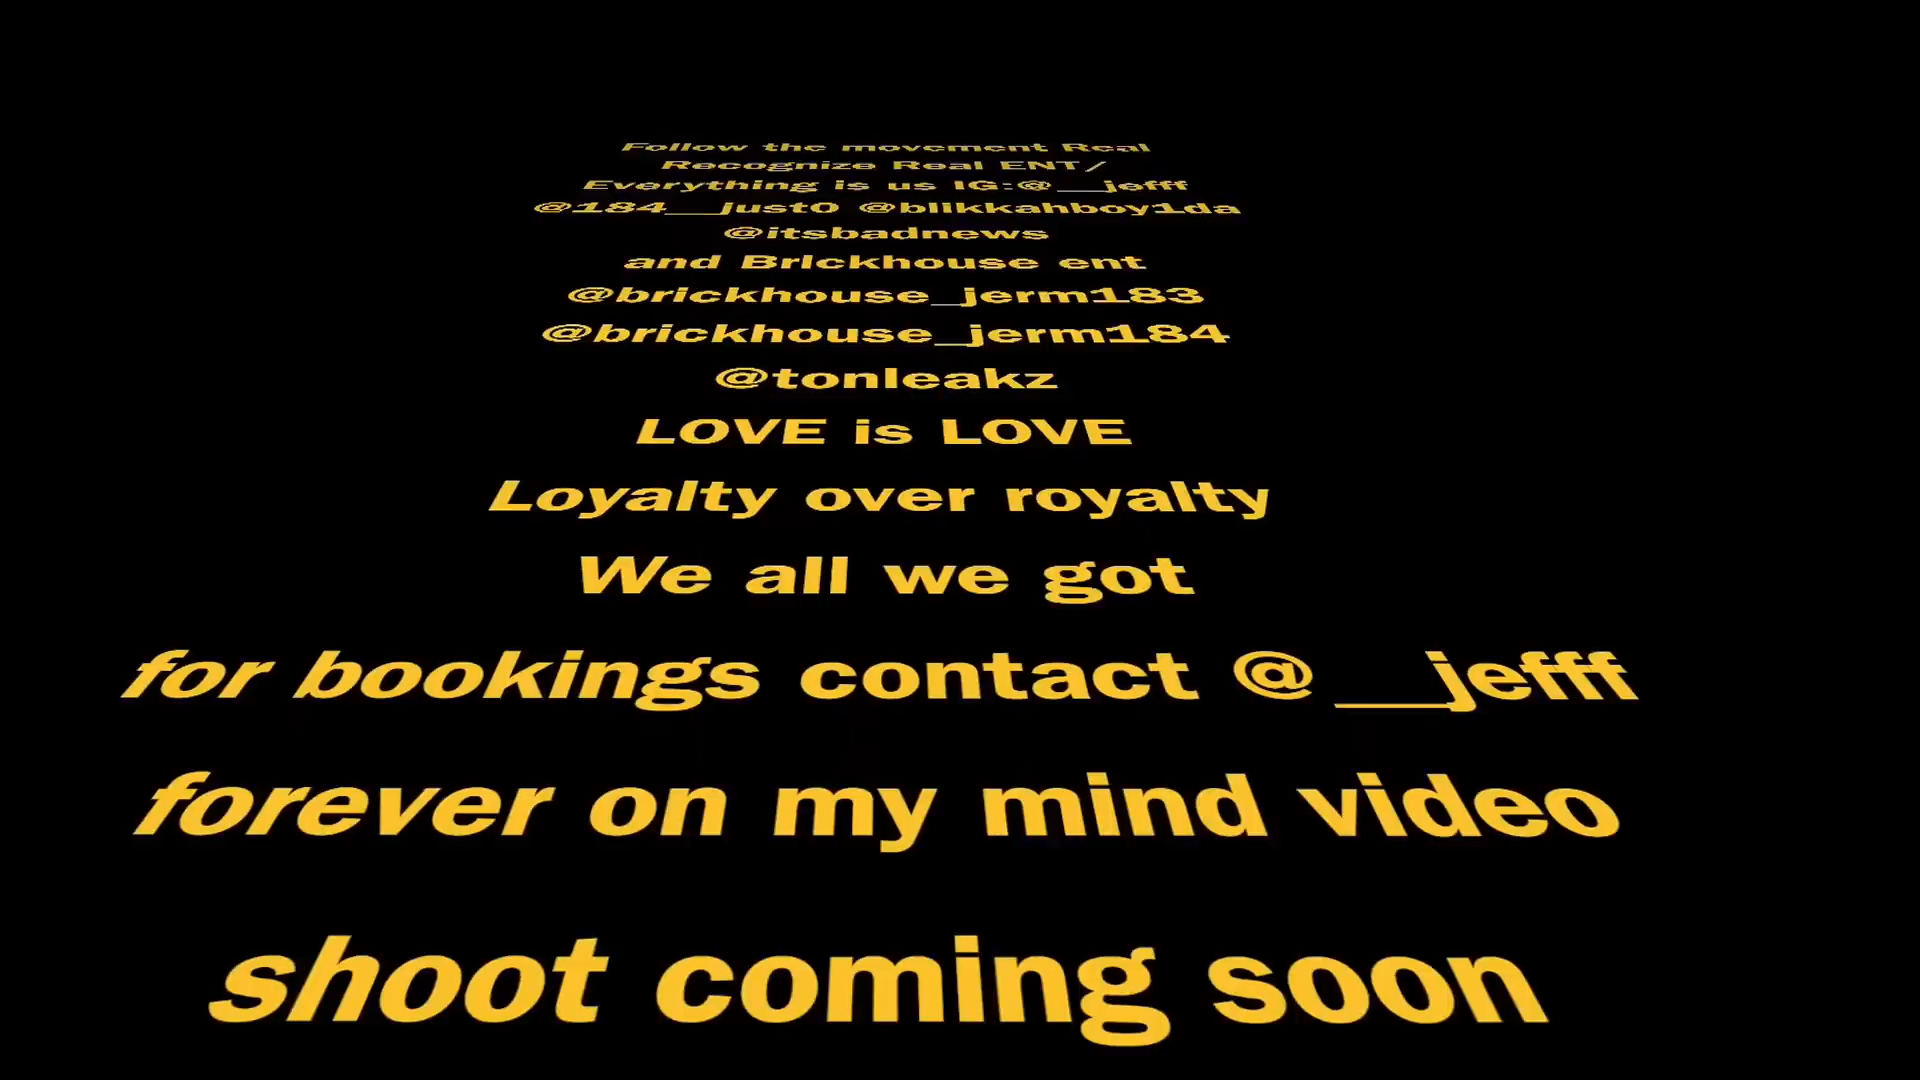 Follow the movement Real
Recognize Real ENT/
Everything is us IG:@__jefff
@184__just0 @blikkahboy1da
@itsbadnews
and Brickhouse ent
@brickhouse_jerm183
@brickhouse_jerm184
@tonleakz
LOVE is LOVE
Loyalty over royalty
We all we got
for bookings contact @__jefff
forever on my mind video
shoot coming soon